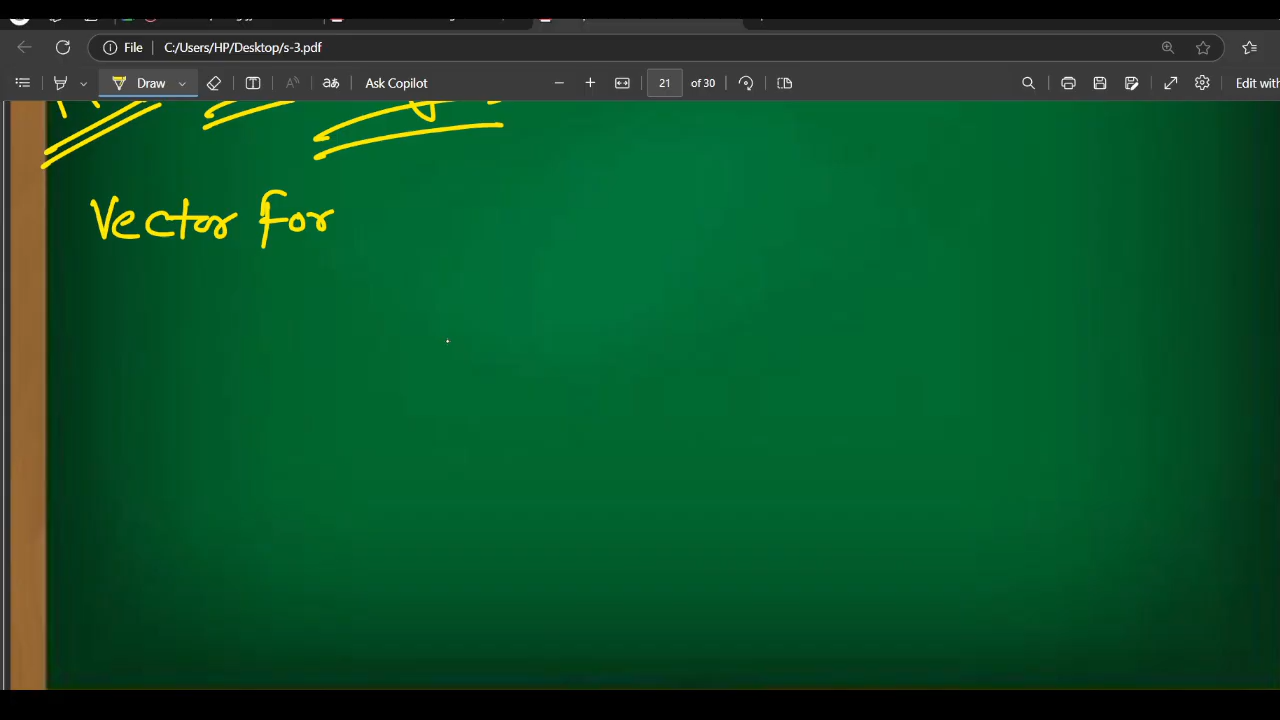 File C:/Users/HP/Desktop/s-3.pdf
Draw Ask Copilot 21 of 30 Edit with
Vector For